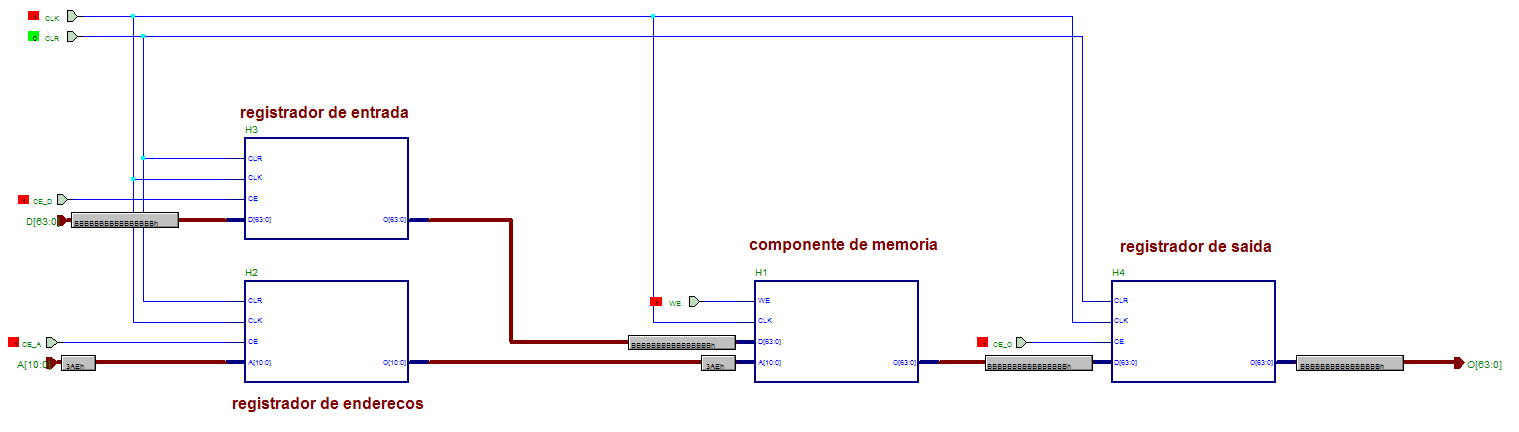 1 CLK
0 CLR
registrador de entrada
H3
CLR
CLK
1 CE_D
CE
D[63:0]
BBBBBBBBBBBBBBBBh
D[63:0]
O[63:0]
componente de memoria
registrador de saida
H2
H1
H4
CLR
1 WE
WE
CLR
CLK
CLK
CLK
1 CE_A
CE
BBBBBBBBBBBBBBBBh
D[63:0]
1 CE_O
CE
A[10:0]
3AEh
A[10:0]
O[10:0]
3AEh
A[10:0]
O[63:0]
BBBBBBBBBBBBBBBBh
D[63:0]
O[63:0]
BBBBBBBBBBBBBBBBh
O[63:0]
registrador de enderecos